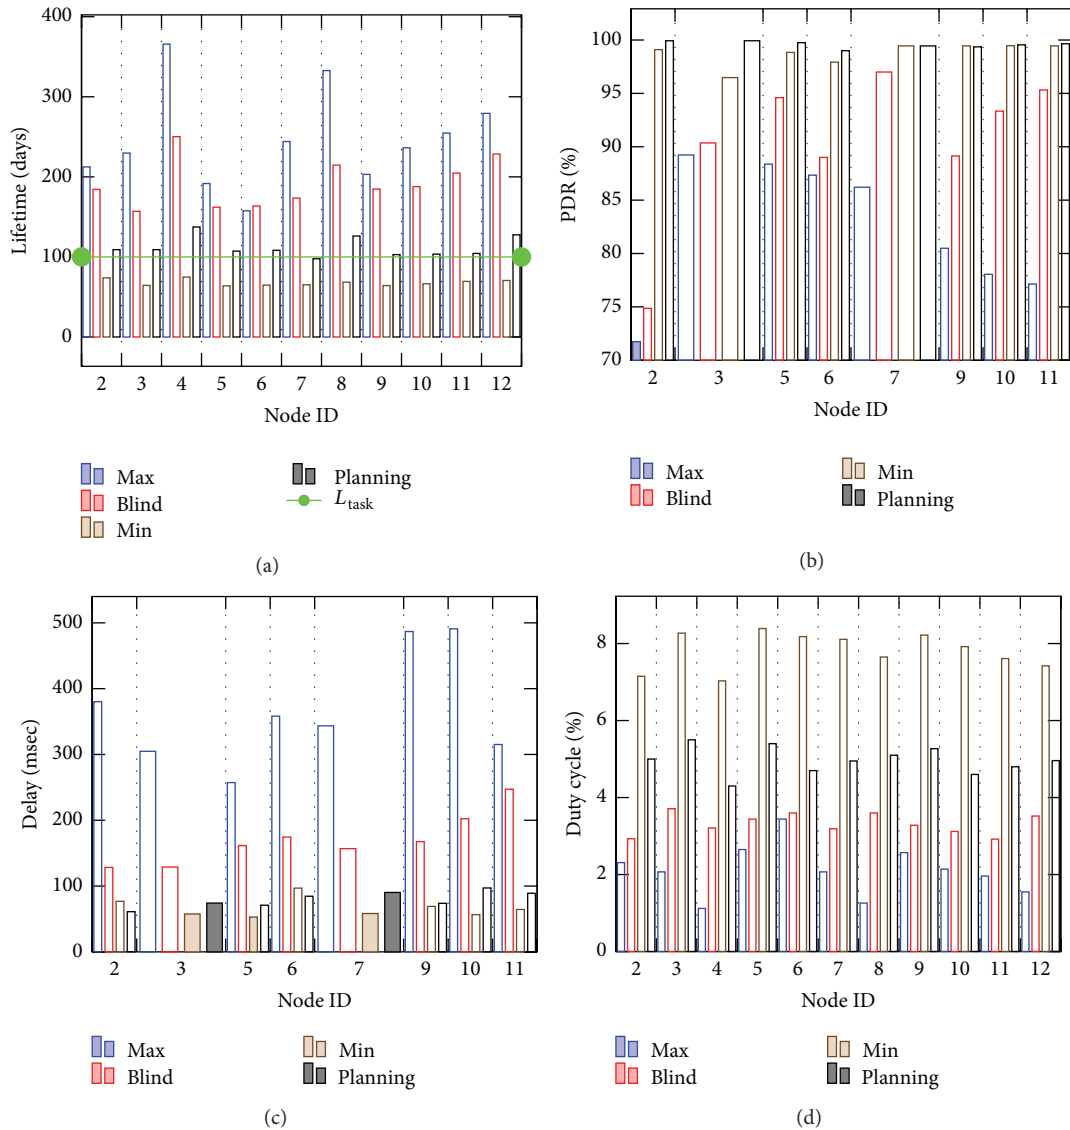 400
300
200
100
0
Lifetime (days)
2 3 4 5 6 7 8 9 10 11 12
Node ID
Max
Blind
Min
Planning
L_task
(a)
100
95
90
85
80
75
70
PDR (%)
2 3 5 6 7 9 10 11
Node ID
Max
Blind
Min
Planning
(b)
500
400
300
200
100
0
Delay (msec)
2 3 5 6 7 9 10 11
Node ID
Max
Blind
Min
Planning
(c)
8
6
4
2
0
Duty cycle (%)
2 3 4 5 6 7 8 9 10 11 12
Node ID
Max
Blind
Min
Planning
(d)